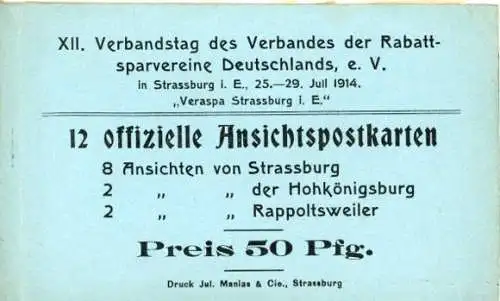 XII. Verbandstag des Verbandes der Rabatt-
sparvereine Deutschlands, e. V.
in Strassburg i. E., 25.—29. Juli 1914.
„Veraspa Strassburg i. E."
12 offizielle Ansichtspostkarten
8 Ansichten von Strassburg
2 „ „ der Hohkönigsburg
2 „ „ Rappoltsweiler
Preis 50 Pfg.
Druck Jul. Manias & Cie., Strassburg